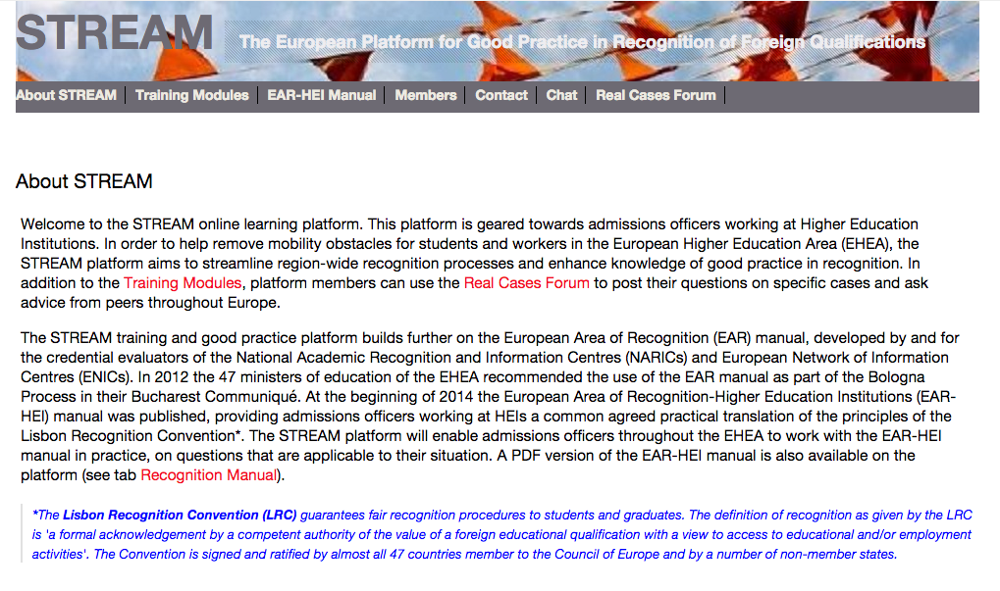 STREAM
The European Platform for Good Practice in Recognition of Foreign Qualifications
About STREAM | Training Modules | EAR-HEI Manual | Members | Contact | Chat | Real Cases Forum |
About STREAM
Welcome to the STREAM online learning platform. This platform is geared towards admissions officers working at Higher Education
Institutions. In order to help remove mobility obstacles for students and workers in the European Higher Education Area (EHEA), the
STREAM platform aims to streamline region-wide recognition processes and enhance knowledge of good practice in recognition. In
addition to the Training Modules, platform members can use the Real Cases Forum to post their questions on specific cases and ask
advice from peers throughout Europe.
The STREAM training and good practice platform builds further on the European Area of Recognition (EAR) manual, developed by and for
the credential evaluators of the National Academic Recognition and Information Centres (NARICs) and European Network of Information
Centres (ENICs). In 2012 the 47 ministers of education of the EHEA recommended the use of the EAR manual as part of the Bologna
Process in their Bucharest Communiqué. At the beginning of 2014 the European Area of Recognition-Higher Education Institutions (EAR-
HEI) manual was published, providing admissions officers working at HEIs a common agreed practical translation of the principles of the
Lisbon Recognition Convention*. The STREAM platform will enable admissions officers throughout the EHEA to work with the EAR-HEI
manual in practice, on questions that are applicable to their situation. A PDF version of the EAR-HEI manual is also available on the
platform (see tab Recognition Manual).
*The Lisbon Recognition Convention (LRC) guarantees fair recognition procedures to students and graduates. The definition of recognition as given by the LRC
is 'a formal acknowledgement by a competent authority of the value of a foreign educational qualification with a view to access to educational and/or employment
activities'. The Convention is signed and ratified by almost all 47 countries member to the Council of Europe and by a number of non-member states.